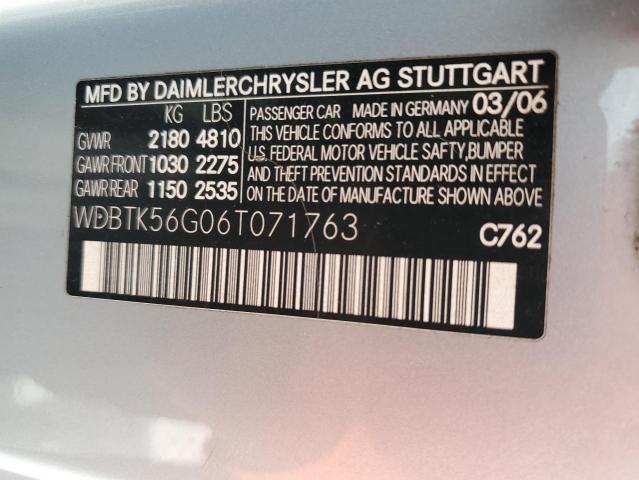 MFD BY DAIMLERCHRYSLER AG STUTTGART
KG LBS
GVWR 2180 4810
GAWR FRONT 1030 2275
GAWR REAR 1150 2535
PASSENGER CAR MADE IN GERMANY 03/06
THIS VEHICLE CONFORMS TO ALL APPLICABLE
U.S. FEDERAL MOTOR VEHICLE SAFTY,BUMPER
AND THEFT PREVENTION STANDARDS IN EFFECT
ON THE DATE OF MANUFACTURE SHOWN ABOVE.
WDBTK56G06T071763
C762